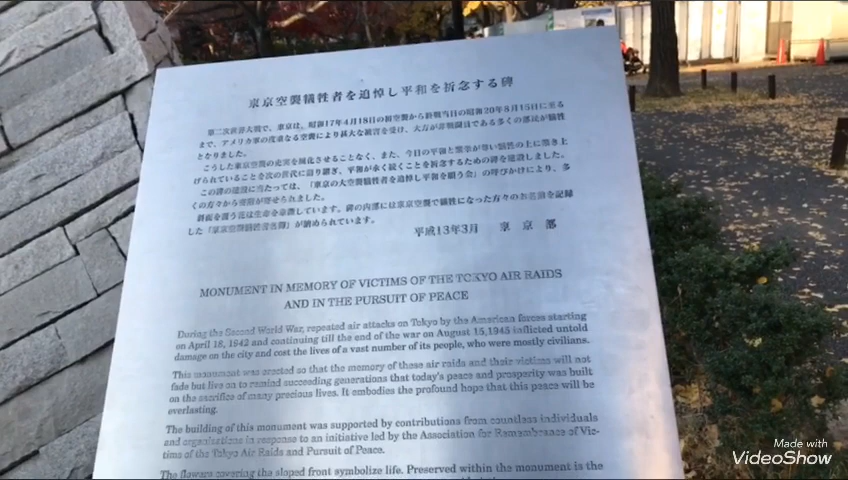 東京空襲犠牲者を追悼し平和を祈念する碑
第二次世界大戦で、東京は、昭和17年4月18日の初空襲から終戦当日の昭和20年8月15日に至る
まで、アメリカ軍の度重なる空襲により甚大な被害を受け、大方が非戦闘員である多くの都民が犠牲
となりました。
こうした東京空襲の史実を風化させることなく、また、今日の平和と繁栄が尊い犠牲の上に築き上
げられていることを次の世代に語り継ぎ、平和が永く続くことを祈念するための碑を建設しました。
この碑の建設に当たっては、「東京の大空襲犠牲者を追悼し平和を願う会」の呼びかけにより、多
くの方々から寄附が寄せられました。
斜面を覆う花は生命を象徴しています。碑の内部には東京空襲で犠牲になった方々のお名前を記録
した「東京空襲犠牲者名簿」が納められています。
平成13年3月 東京都
MONUMENT IN MEMORY OF VICTIMS OF THE TOKYO AIR RAIDS
AND IN THE PURSUIT OF PEACE
During the Second World War, repeated air attacks on Tokyo by the American forces starting
on April 18, 1942 and continuing till the end of the war on August 15,1945 inflicted untold
damage on the city and cost the lives of a vast number of its people, who were mostly civilians.
This monument was erected so that the memory of these air raids and their victims will not
fade but live on to remind succeeding generations that today's peace and prosperity was built
on the sacrifice of many precious lives. It embodies the profound hope that this peace will be
everlasting.
The building of this monument was supported by contributions from countless individuals
and organisations in response to an initiative led by the Association for Remembrance of Vic-
tims of the Tokyo Air Raids and Pursuit of Peace.
The flowers covering the sloped front symbolize life. Preserved within the monument is the
Made with
VideoShow